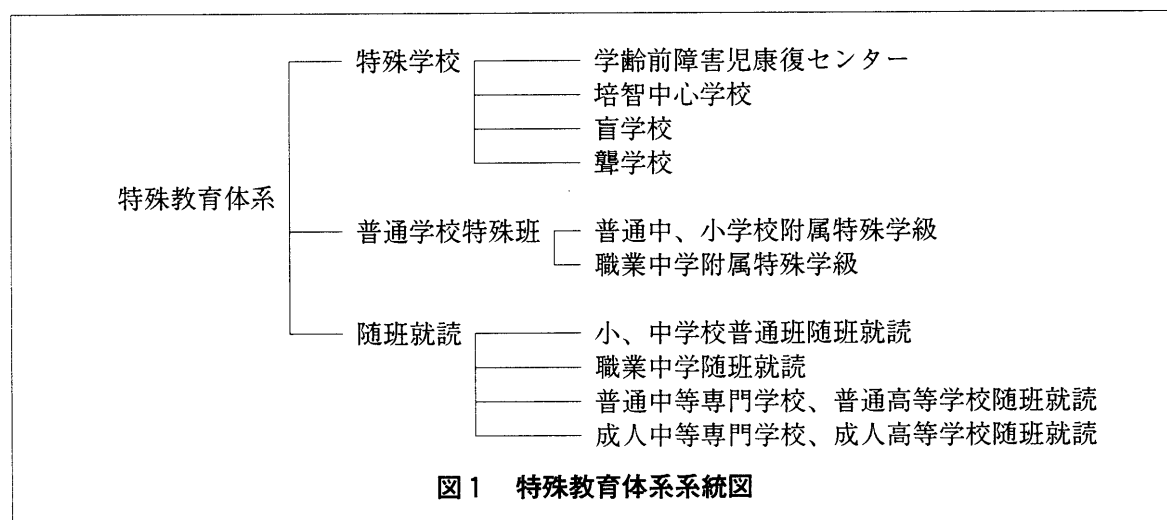 特殊教育体系
特殊学校
学齢前障害児康復センター
培智中心学校
盲学校
聾学校
普通学校特殊班
普通中、小学校附属特殊学級
職業中学附属特殊学級
随班就読
小、中学校普通班随班就読
職業中学随班就読
普通中等専門学校、普通高等学校随班就読
成人中等専門学校、成人高等学校随班就読
図1 特殊教育体系系統図